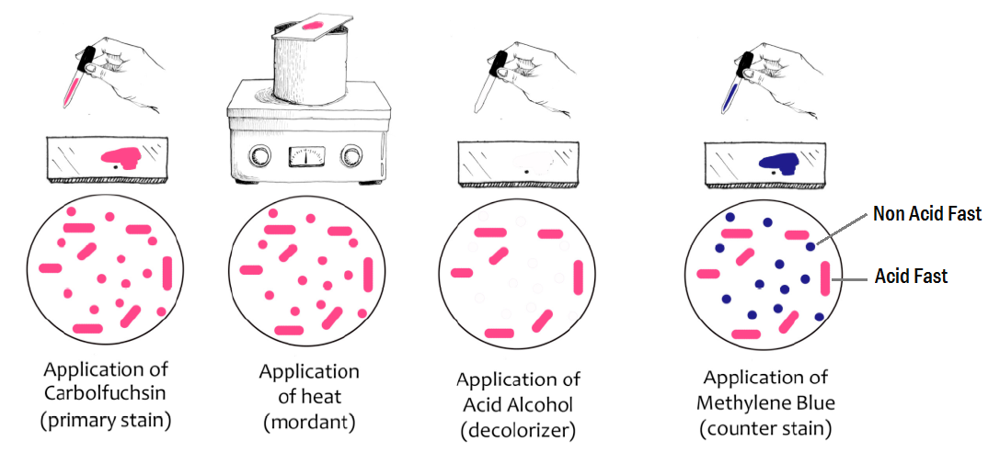 Non Acid Fast
Acid Fast
Application of
Carbolfuchsin
(primary stain)
Application
of heat
(mordant)
Application of
Acid Alcohol
(decolorizer)
Application of
Methylene Blue
(counter stain)